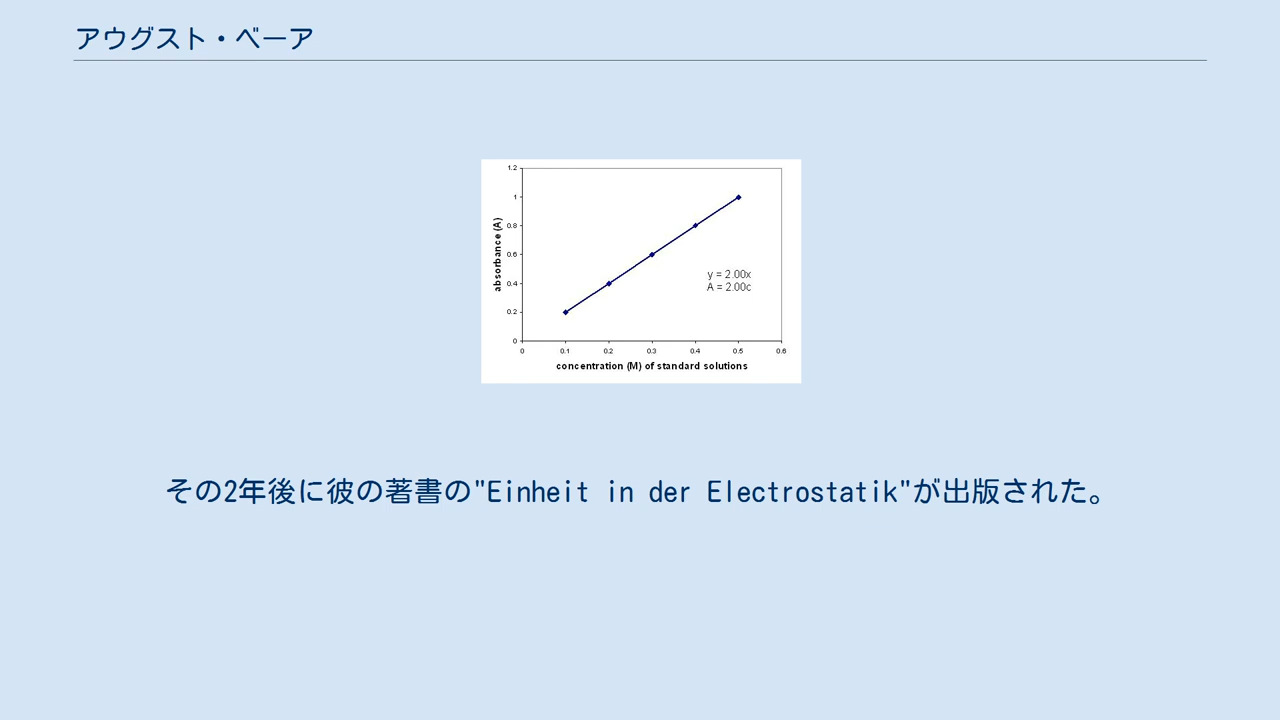 アウグスト・ベーア
1.2
1
0.8
0.6
0.4
0.2
0
absorbance (A)
y = 2.00x
A = 2.00c
0 0.1 0.2 0.3 0.4 0.5 0.6
concentration (M) of standard solutions
その2年後に彼の著書の"Einheit in der Electrostatik"が出版された。